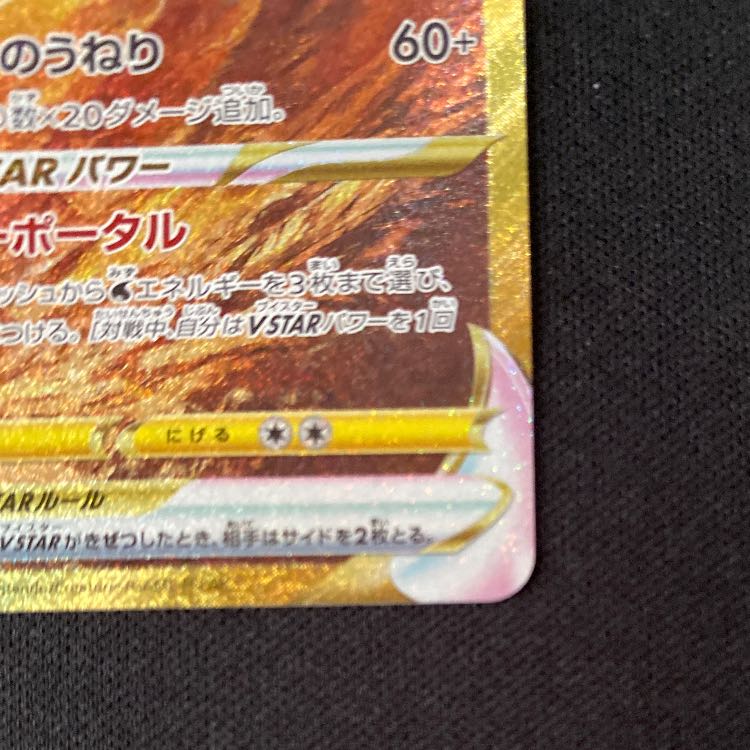 のうねり 60+
の数×20ダメージ追加。
STAR パワー
ーポータル
ッシュからエネルギーを3枚まで選び、
つける。[対戦中、自分はVSTARパワーを1回
にげる
STARルール
VSTARがきぜつしたとき、相手はサイドを2枚とる。